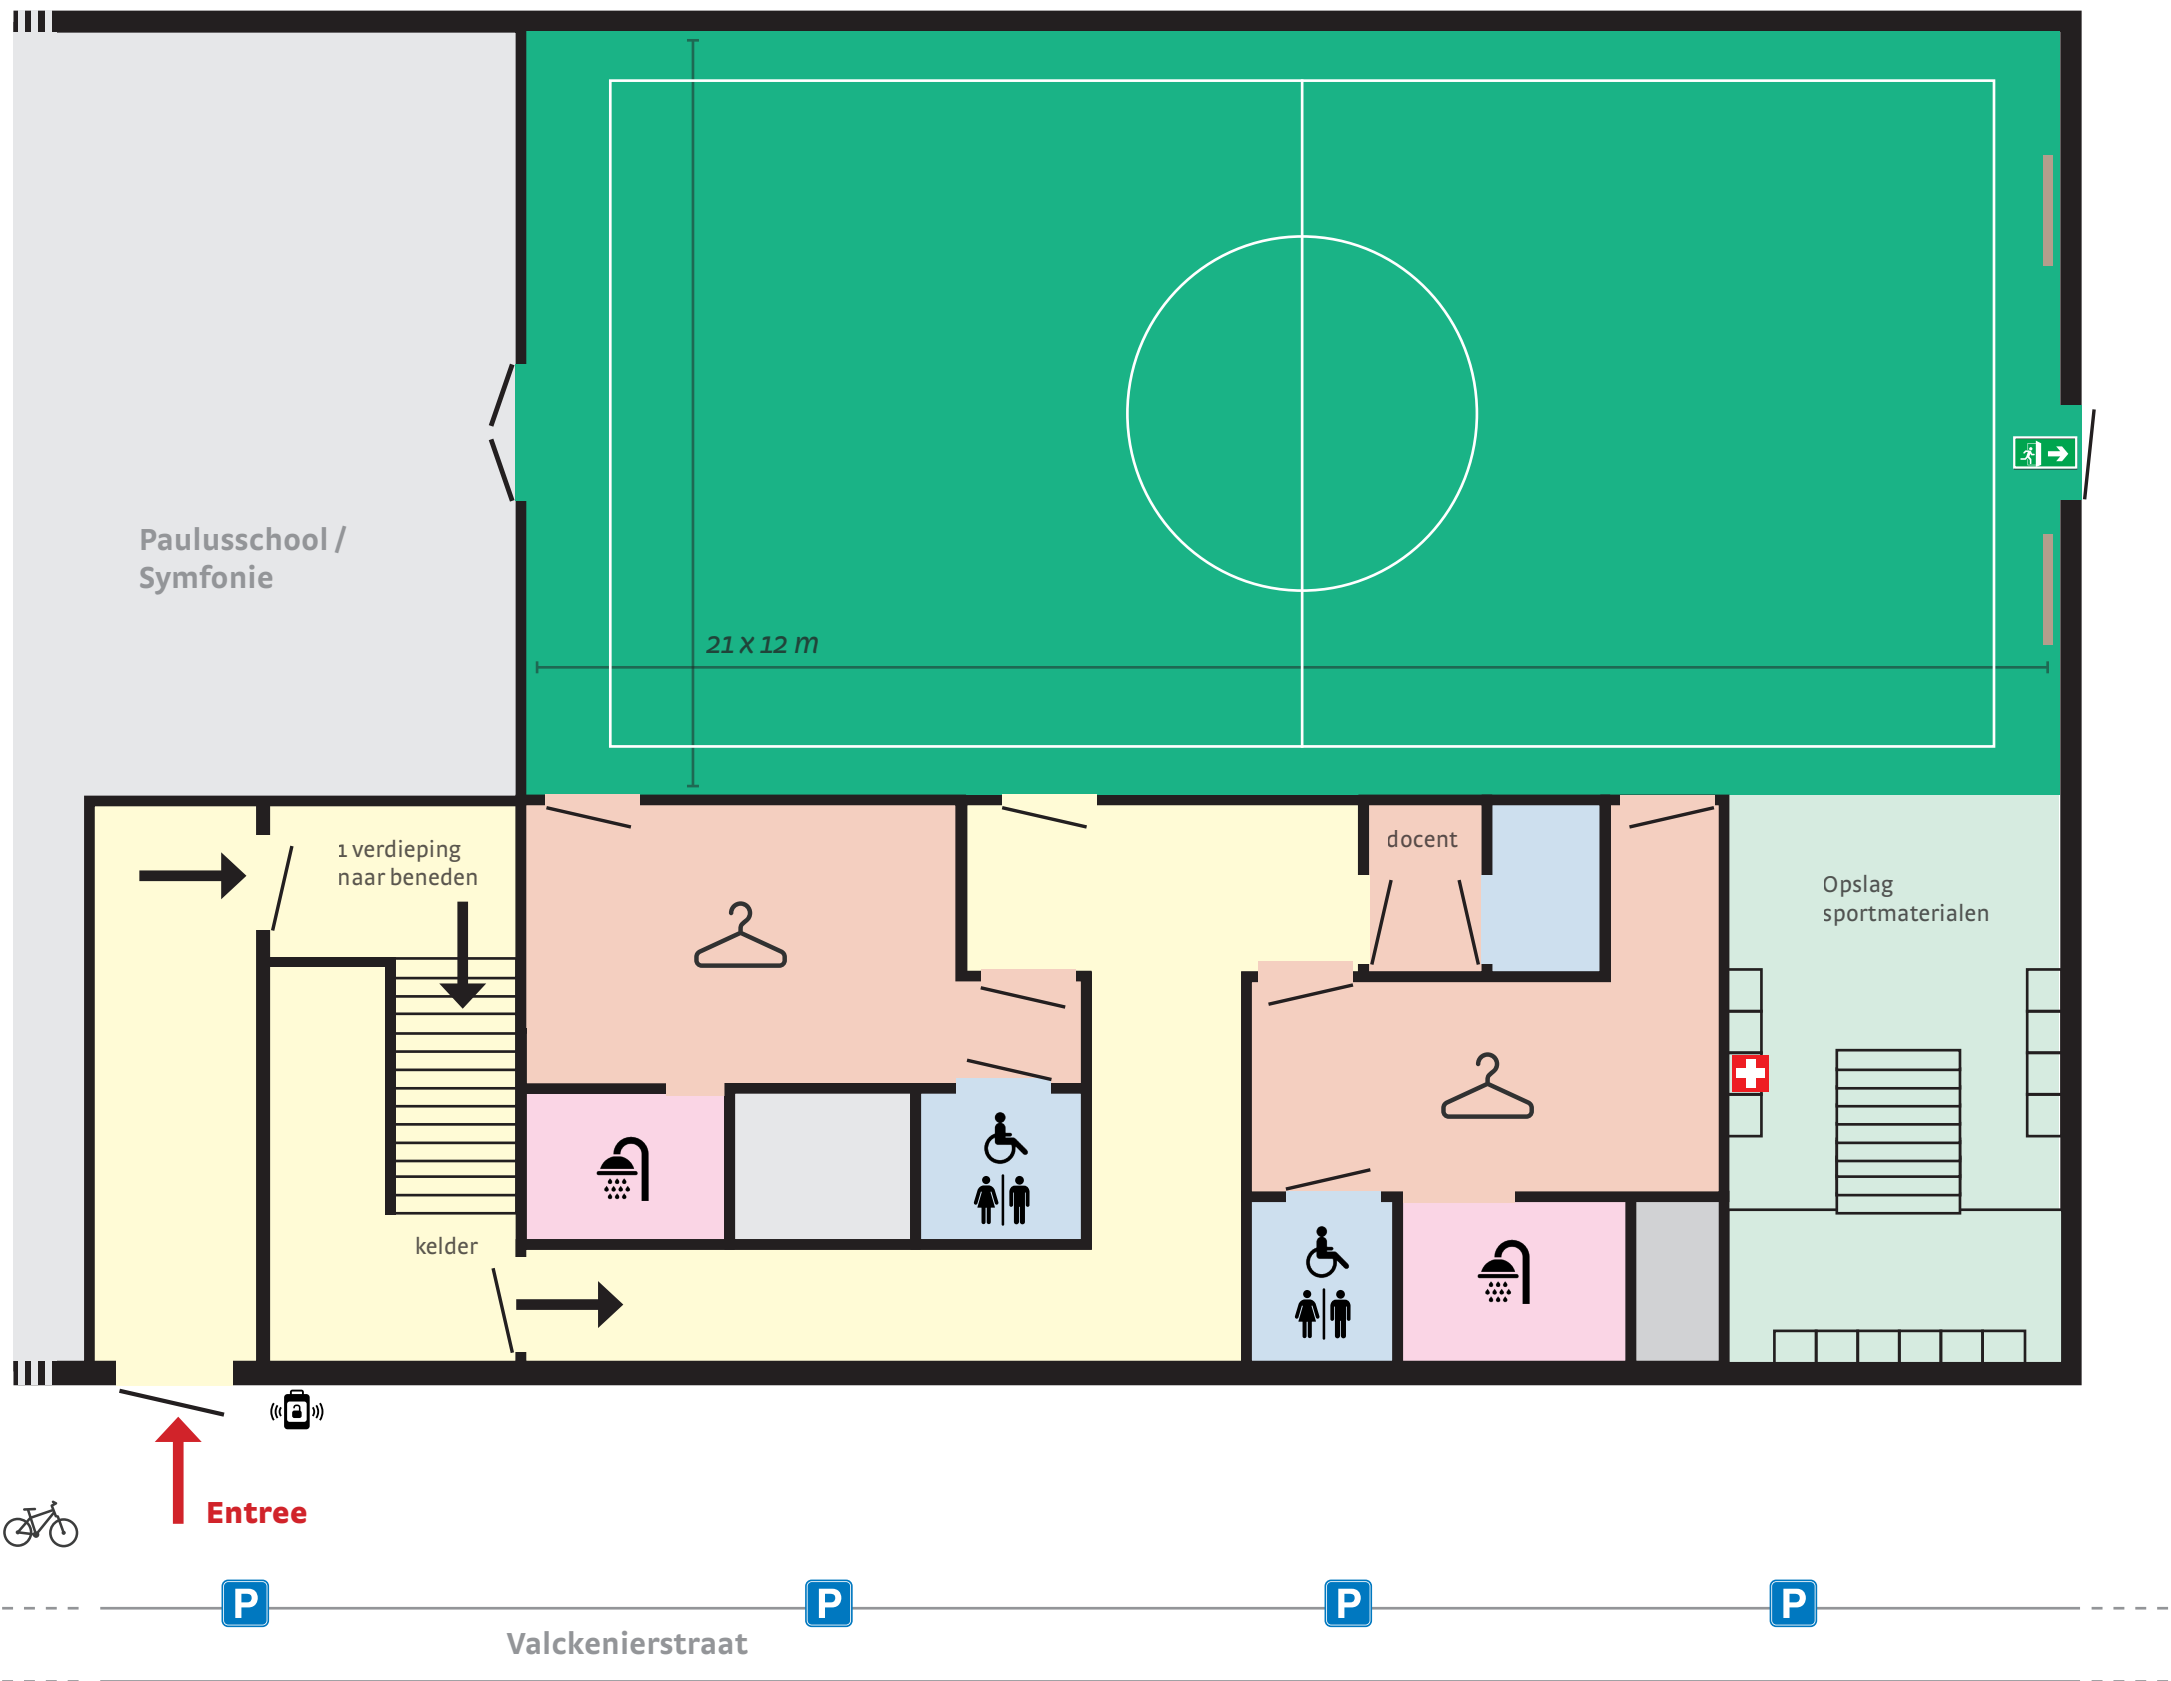 Paulusschool /
Symfonie
21 x 12 m
1 verdieping
naar beneden
docent
Opslag
sportmaterialen
kelder
Entree
P
P
P
P
Valckenierstraat